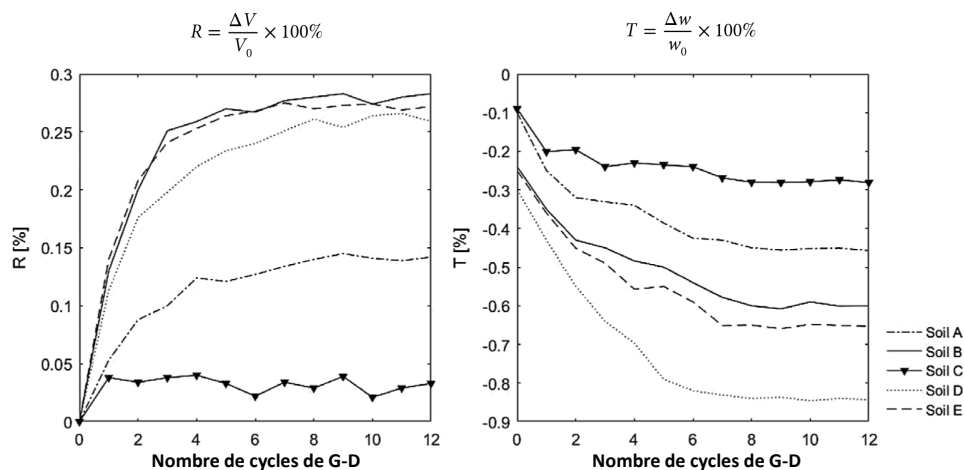 R = ΔV / V₀ × 100%
T = Δw / w₀ × 100%
R [%]
0.3
0.25
0.2
0.15
0.1
0.05
0
0 2 4 6 8 10 12
Nombre de cycles de G-D
T [%]
0
-0.1
-0.2
-0.3
-0.4
-0.5
-0.6
-0.7
-0.8
-0.9
0 2 4 6 8 10 12
Nombre de cycles de G-D
Soil A
Soil B
Soil C
Soil D
Soil E